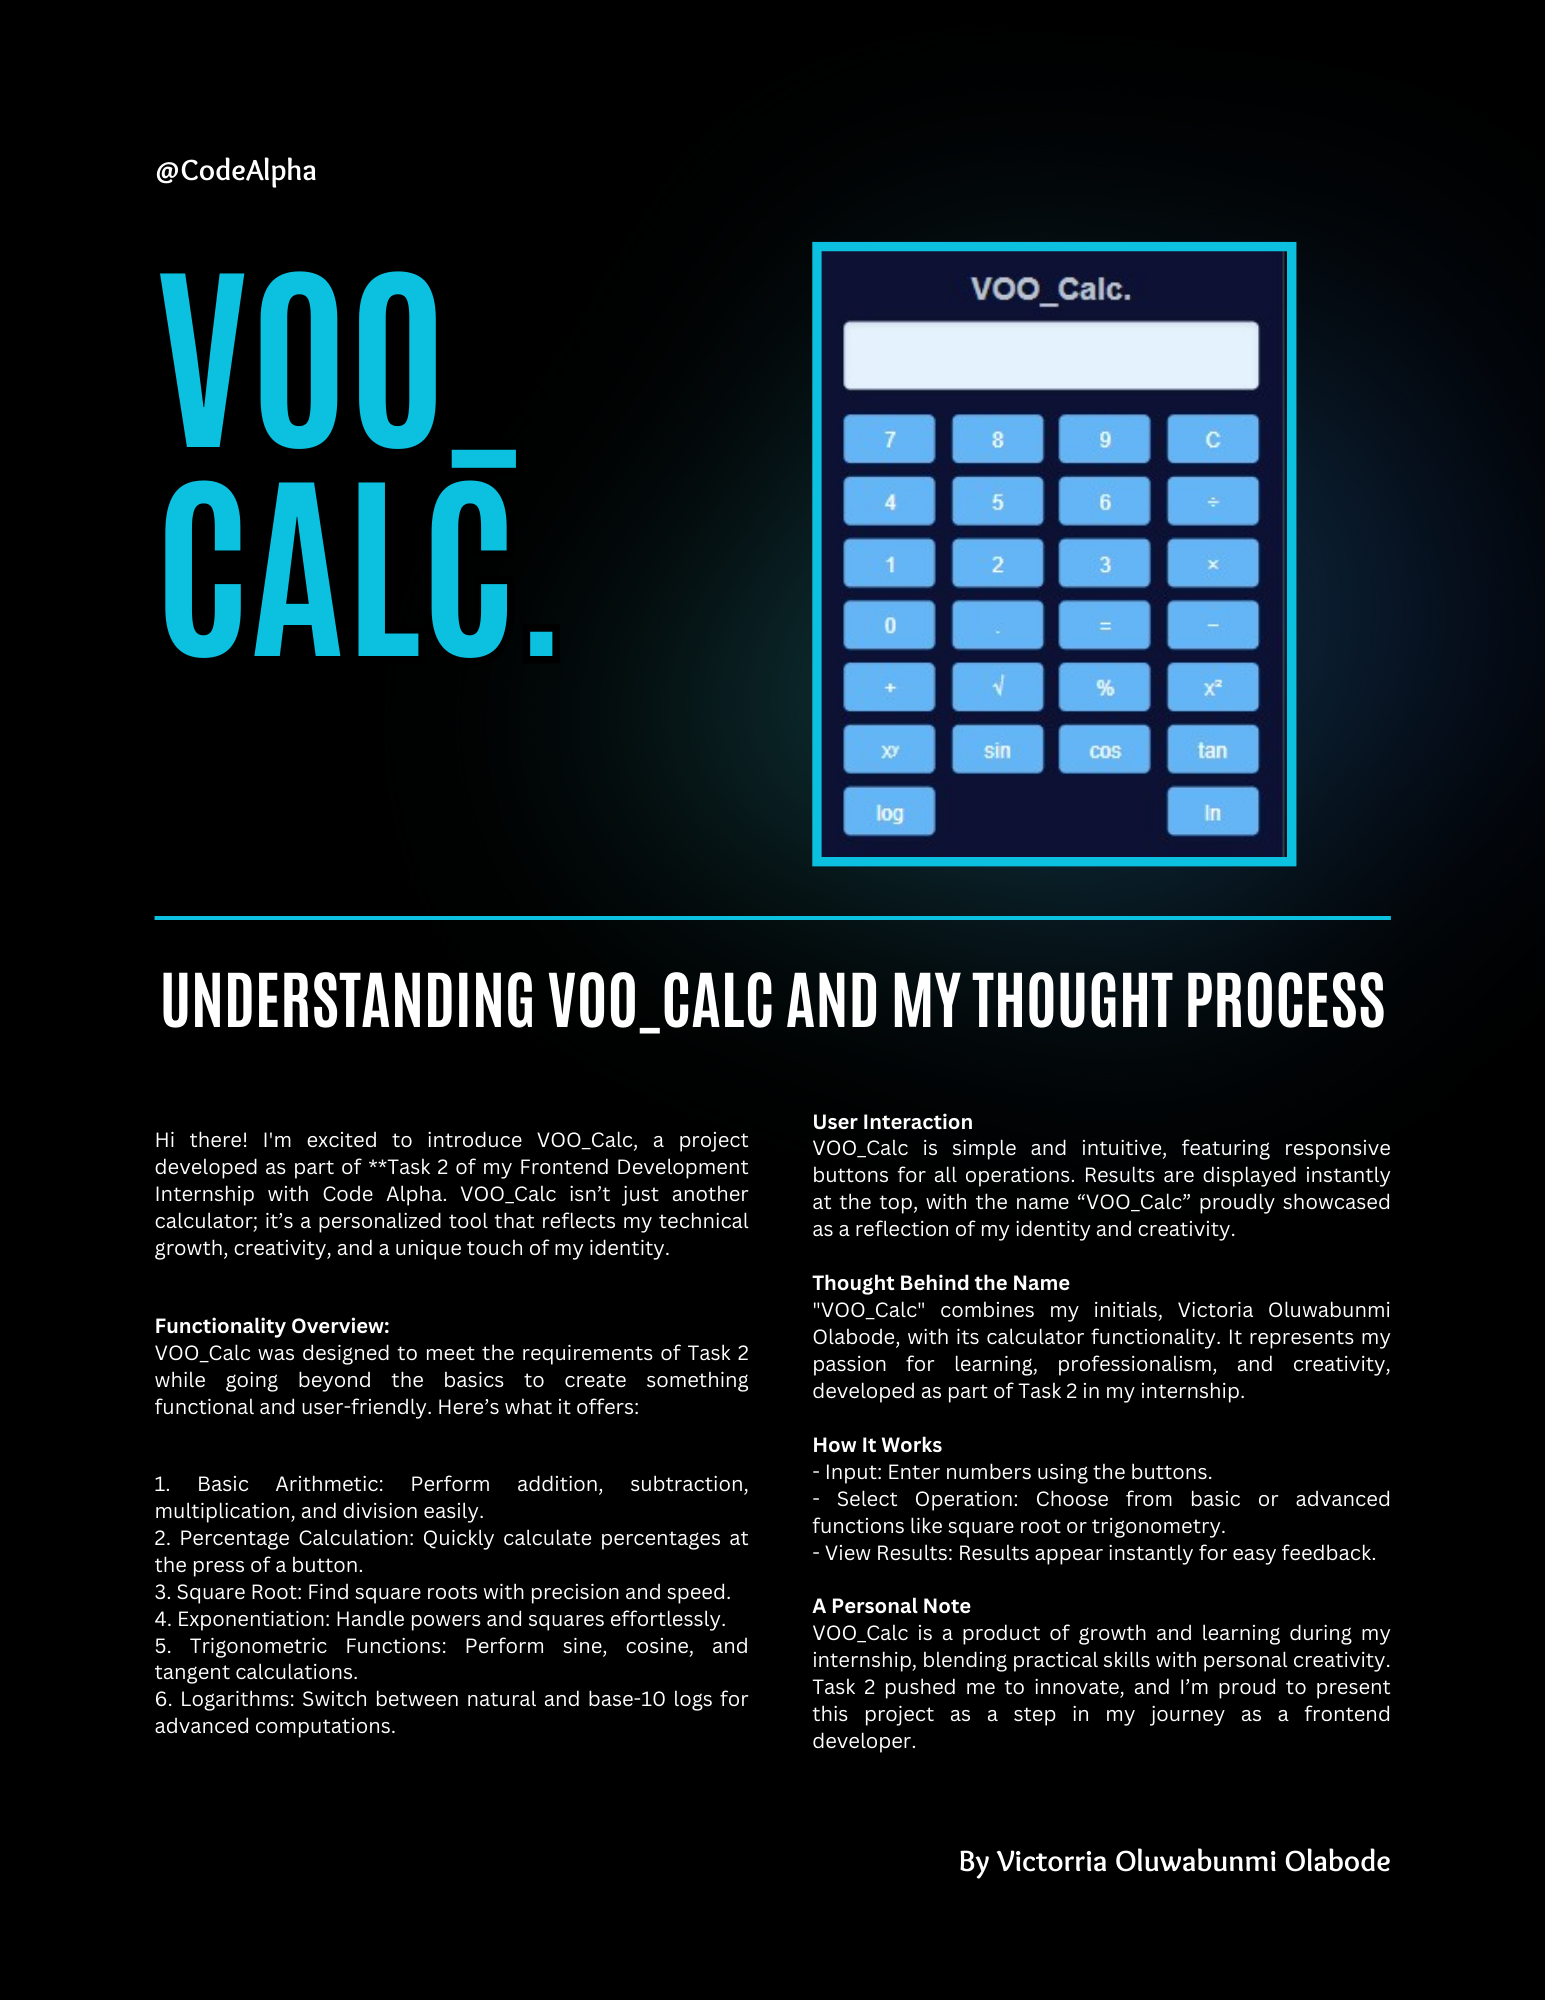 @CodeAlpha
VOO_
CALC.
VOO_Calc.
7 8 9 C
4 5 6 ÷
1 2 3 ×
0 . = −
+ √ % x²
xʸ sin cos tan
log ln
UNDERSTANDING VOO_CALC AND MY THOUGHT PROCESS
Hi there! I'm excited to introduce VOO_Calc, a project
developed as part of **Task 2 of my Frontend Development
Internship with Code Alpha. VOO_Calc isn’t just another
calculator; it’s a personalized tool that reflects my technical
growth, creativity, and a unique touch of my identity.
Functionality Overview:
VOO_Calc was designed to meet the requirements of Task 2
while going beyond the basics to create something
functional and user-friendly. Here’s what it offers:
1. Basic Arithmetic: Perform addition, subtraction,
multiplication, and division easily.
2. Percentage Calculation: Quickly calculate percentages at
the press of a button.
3. Square Root: Find square roots with precision and speed.
4. Exponentiation: Handle powers and squares effortlessly.
5. Trigonometric Functions: Perform sine, cosine, and
tangent calculations.
6. Logarithms: Switch between natural and base-10 logs for
advanced computations.
User Interaction
VOO_Calc is simple and intuitive, featuring responsive
buttons for all operations. Results are displayed instantly
at the top, with the name “VOO_Calc” proudly showcased
as a reflection of my identity and creativity.
Thought Behind the Name
"VOO_Calc" combines my initials, Victoria Oluwabunmi
Olabode, with its calculator functionality. It represents my
passion for learning, professionalism, and creativity,
developed as part of Task 2 in my internship.
How It Works
- Input: Enter numbers using the buttons.
- Select Operation: Choose from basic or advanced
functions like square root or trigonometry.
- View Results: Results appear instantly for easy feedback.
A Personal Note
VOO_Calc is a product of growth and learning during my
internship, blending practical skills with personal creativity.
Task 2 pushed me to innovate, and I’m proud to present
this project as a step in my journey as a frontend
developer.
By Victorria Oluwabunmi Olabode